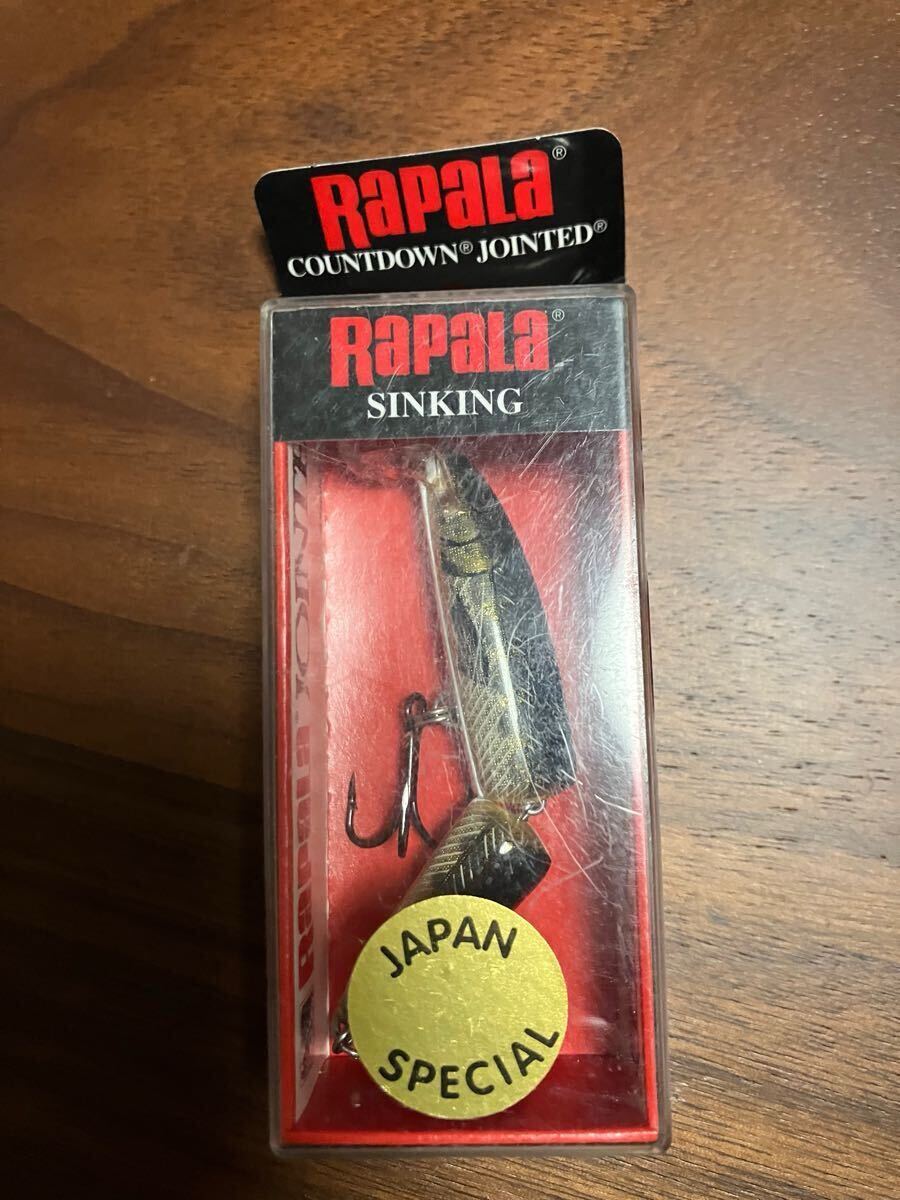 RAPALA®
COUNTDOWN® JOINTED®
RAPALA®
SINKING
JAPAN
SPECIAL